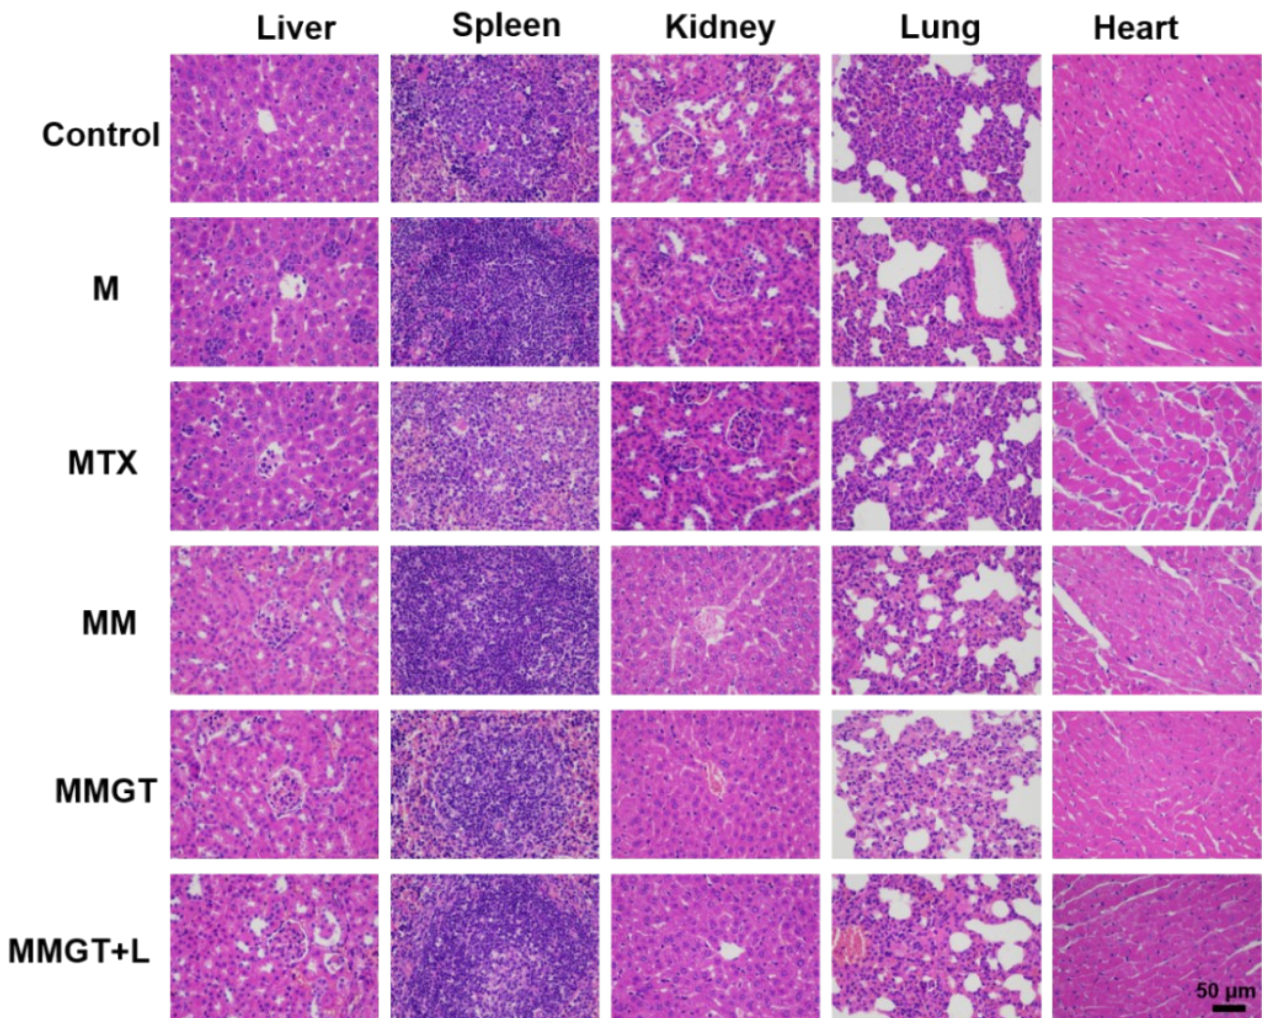 Liver Spleen Kidney Lung Heart
Control
M
MTX
MM
MMGT
MMGT+L
50 µm